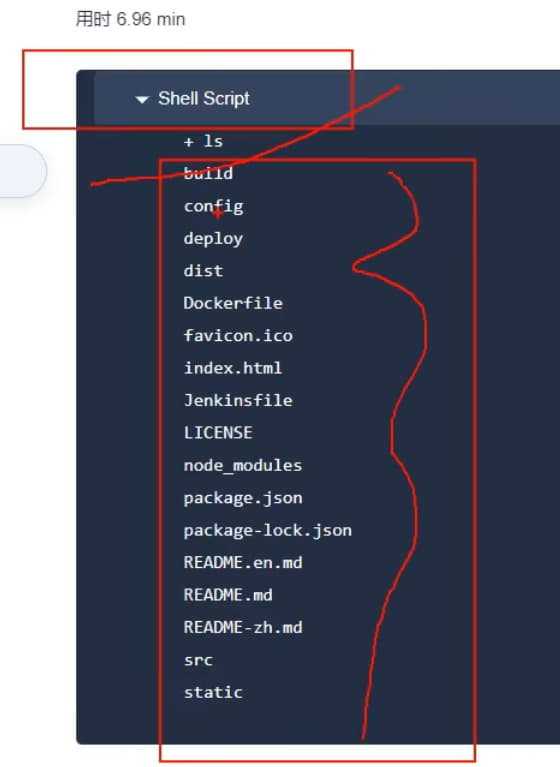 用时 6.96 min
Shell Script
+ ls
build
config
deploy
dist
Dockerfile
favicon.ico
index.html
Jenkinsfile
LICENSE
node_modules
package.json
package-lock.json
README.en.md
README.md
README-zh.md
src
static